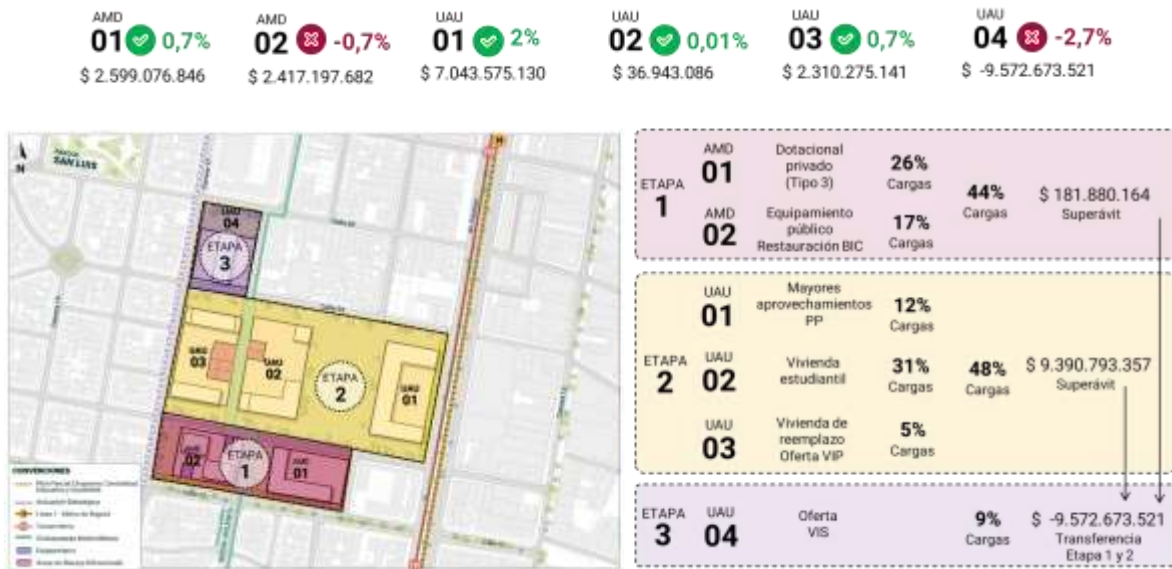 AMD
01 0,7%
$ 2.599.076.846
AMD
02 -0,7%
$ 2.417.197.682
UAU
01 2%
$ 7.043.575.130
UAU
02 0,01%
$ 36.943.086
UAU
03 0,7%
$ 2.310.275.141
UAU
04 -2,7%
$ -9.572.673.521
N
PARQUE
SAN LUIS
UAU
04
ETAPA
3
UAU
03
UAU
02
ETAPA
2
UAU
01
02
ETAPA
1
AMD
01
CONVENCIONES
ETAPA
1
AMD
01
Dotacional
privado
(Tipo 3)
26%
Cargas
AMD
02
Equipamiento
público
Restauración BIC
17%
Cargas
44%
Cargas
$ 181.880.164
Superávit
ETAPA
2
UAU
01
Mayores
aprovechamientos
PP
12%
Cargas
UAU
02
Vivienda
estudiantil
31%
Cargas
UAU
03
Vivienda de
reemplazo
Oferta VIP
5%
Cargas
48%
Cargas
$ 9.390.793.357
Superávit
ETAPA
3
UAU
04
Oferta
VIS
9%
Cargas
$ -9.572.673.521
Transferencia
Etapa 1 y 2